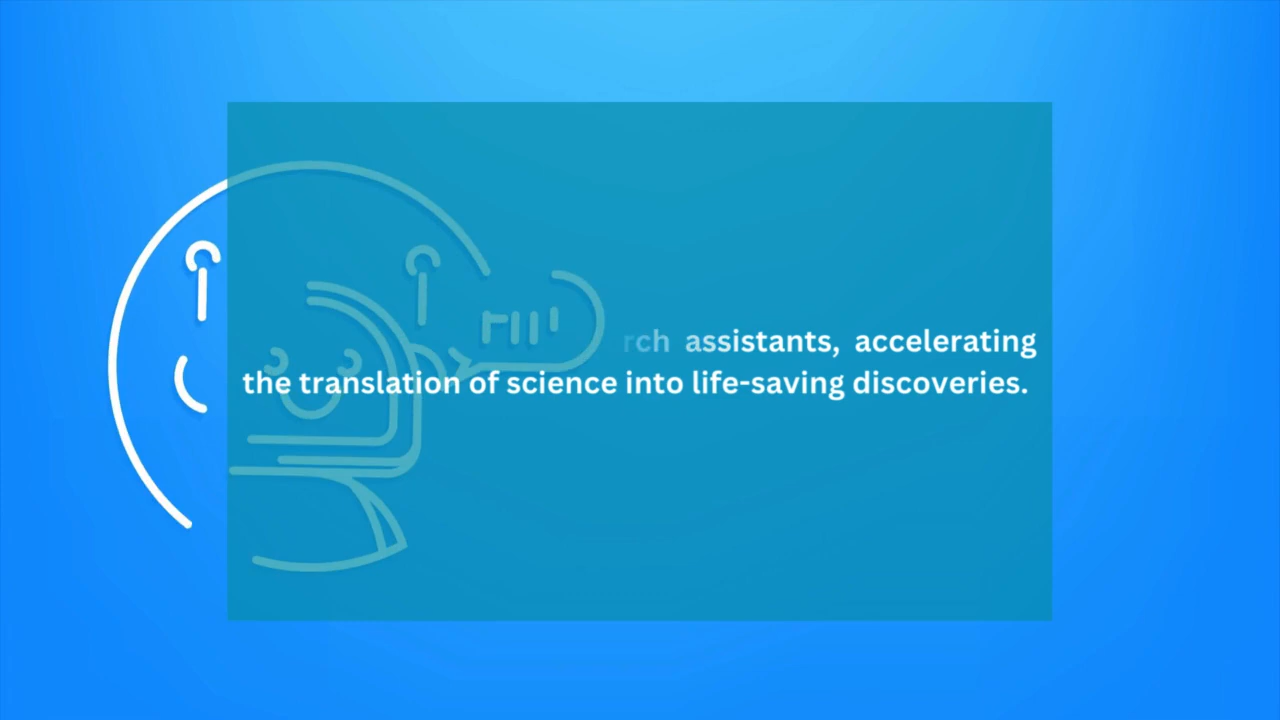 rch assistants, accelerating
the translation of science into life-saving discoveries.